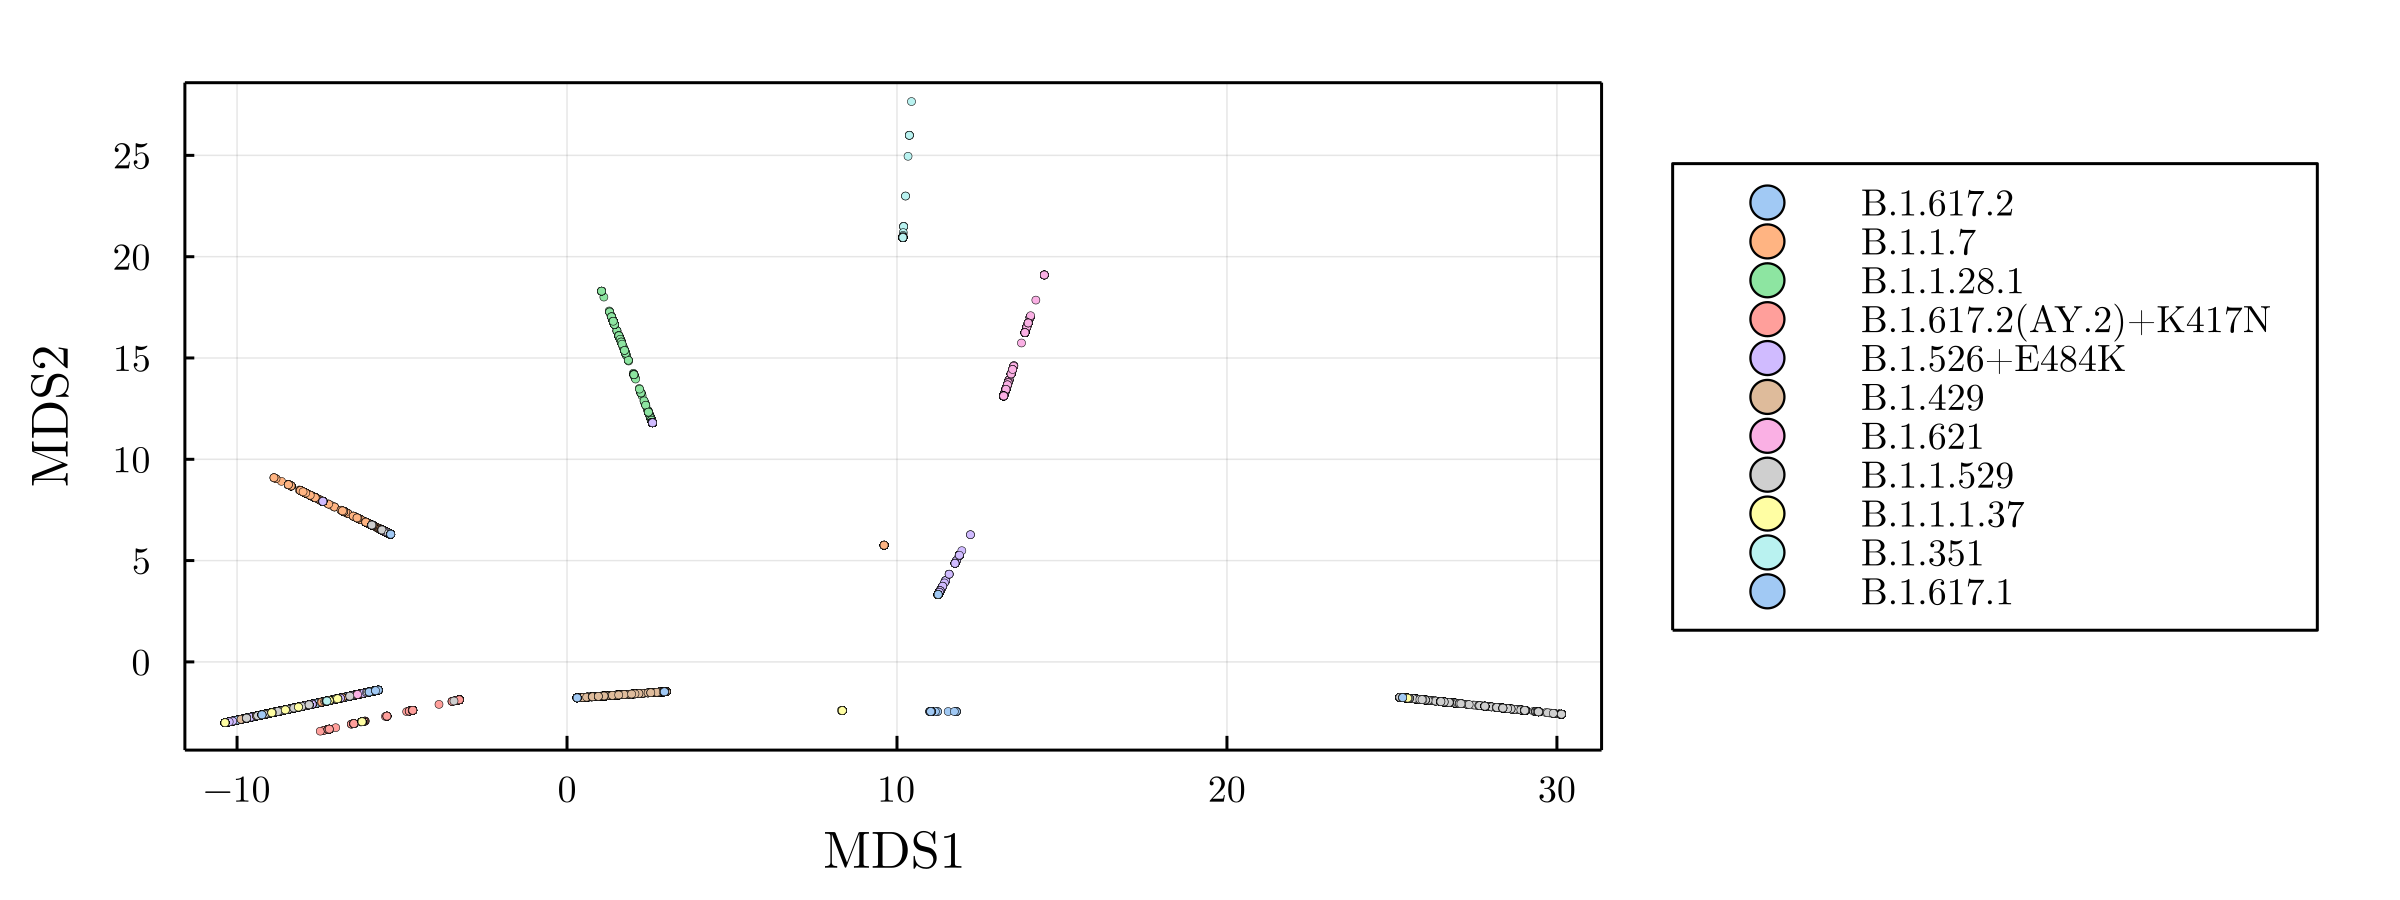 25
20
15
10
5
0
MDS2
−10 0 10 20 30
MDS1
B.1.617.2
B.1.1.7
B.1.1.28.1
B.1.617.2(AY.2)+K417N
B.1.526+E484K
B.1.429
B.1.621
B.1.1.529
B.1.1.1.37
B.1.351
B.1.617.1